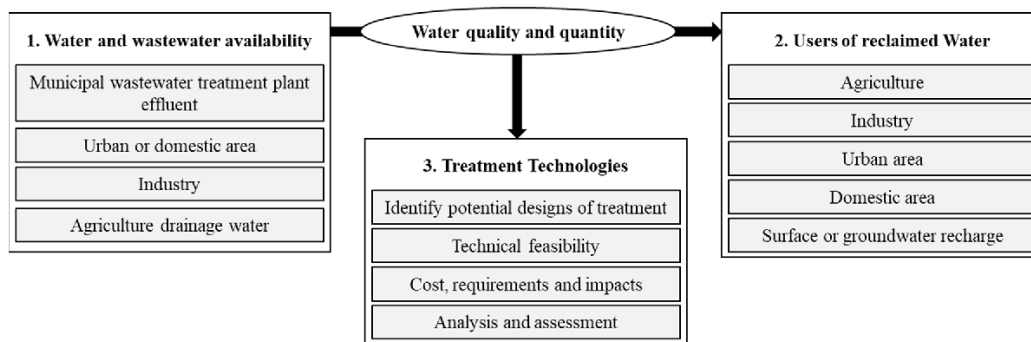 1. Water and wastewater availability
Municipal wastewater treatment plant
effluent
Urban or domestic area
Industry
Agriculture drainage water
Water quality and quantity
2. Users of reclaimed Water
Agriculture
Industry
Urban area
Domestic area
Surface or groundwater recharge
3. Treatment Technologies
Identify potential designs of treatment
Technical feasibility
Cost, requirements and impacts
Analysis and assessment